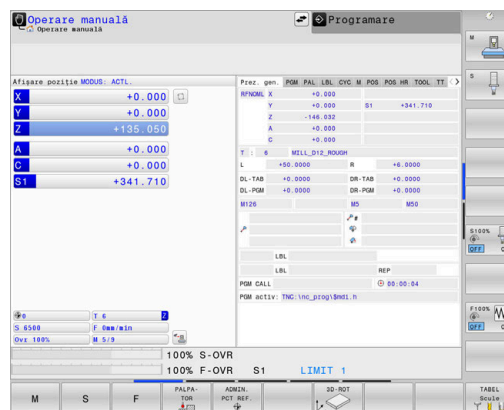 Operare manuală
Operare manuală
Programare
Afişare poziţie MODUS: ACTL.
X +0.000
Y +0.000
Z +135.050
A +0.000
C +0.000
S1 +341.710
0 T 6 Z
S 6500 F 0mm/min
Ovr 100% M 5/9
Prez. gen. PGM PAL LBL CYC M POS POS HR TOOL TT
RFNOML X +0.000
Y +0.000 S1 +341.710
Z -146.032
A +0.000
C +0.000
T : 6 MILL_D12_ROUGH
L +50.0000 R +6.0000
DL-TAB +0.0000 DR-TAB +0.0000
DL-PGM +0.0000 DR-PGM +0.0000
M126 M5 M50
LBL
LBL REP
PGM CALL 00:00:04
PGM activ: TNC:\nc_prog\$mdi.h
100% S-OVR
100% F-OVR S1 LIMIT 1
M
S
S100%
OFF
F100%
OFF
M S F PALPA-TOR ADMIN. PCT REF. 3D-ROT TABEL Scule